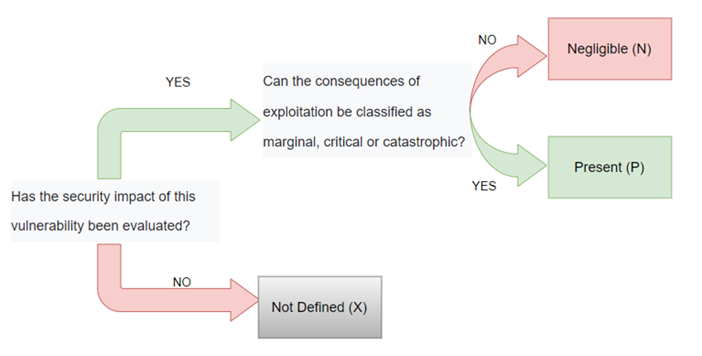 NO
Negligible (N)
YES
Can the consequences of
exploitation be classified as
marginal, critical or catastrophic?
Present (P)
YES
Has the security impact of this
vulnerability been evaluated?
NO
Not Defined (X)